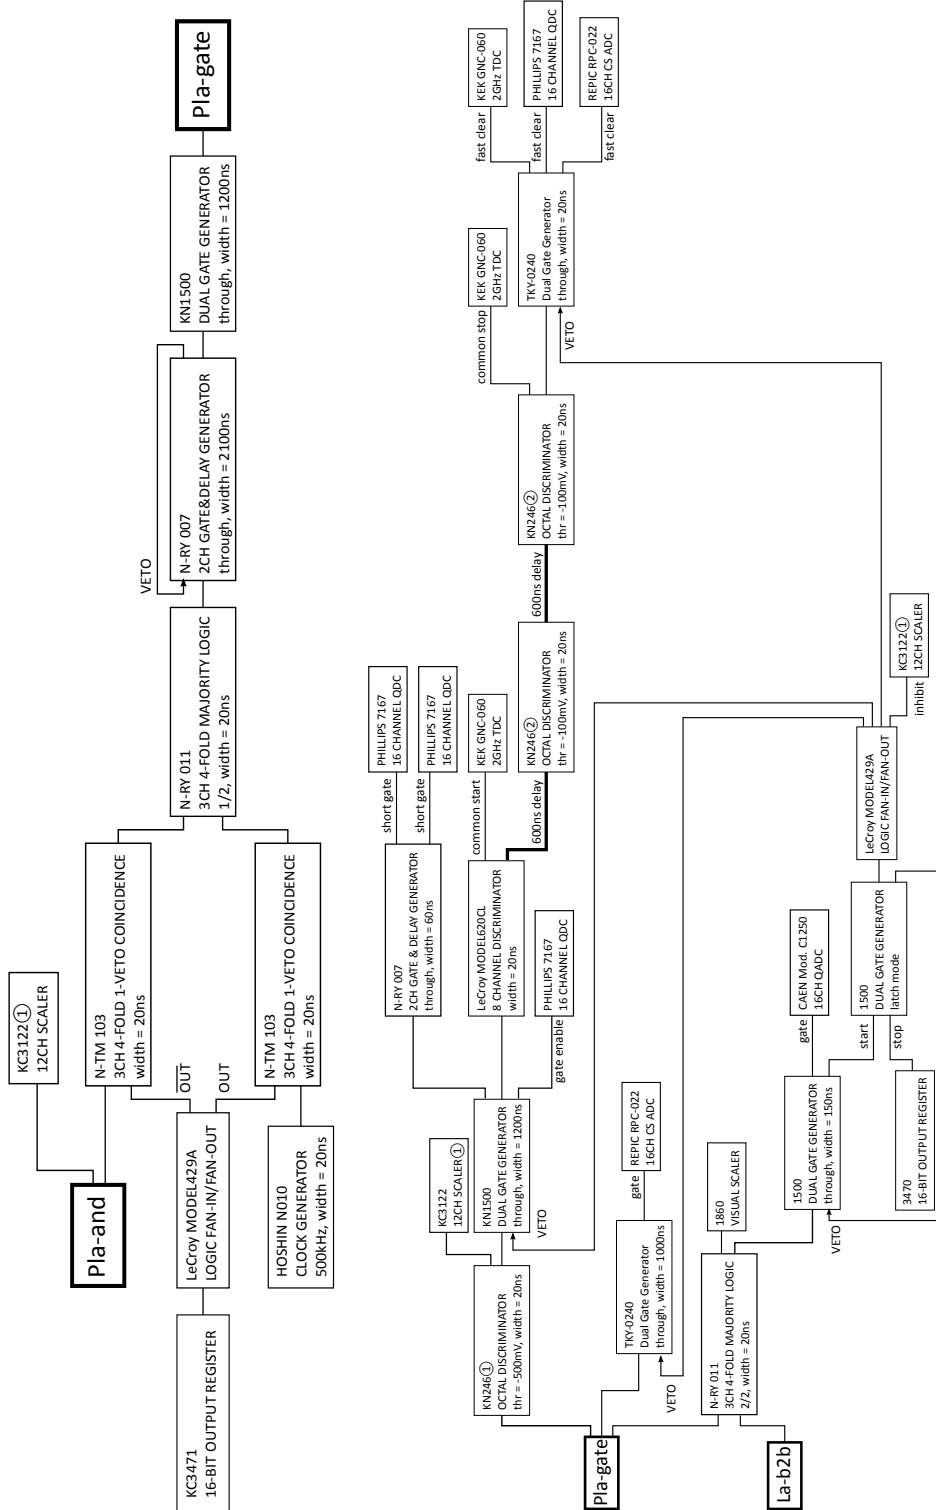 KC3471
16-BIT OUTPUT REGISTER
Pla-and
KC3122①
12CH SCALER
LeCroy MODEL429A
LOGIC FAN-IN/FAN-OUT
OUT
OUT
HOSHIN N010
CLOCK GENERATOR
500kHz, width = 20ns
N-TM 103
3CH 4-FOLD 1-VETO COINCIDENCE
width = 20ns
N-TM 103
3CH 4-FOLD 1-VETO COINCIDENCE
width = 20ns
N-RY 011
3CH 4-FOLD MAJORITY LOGIC
1/2, width = 20ns
VETO
N-RY 007
2CH GATE&DELAY GENERATOR
through, width = 2100ns
KN1500
DUAL GATE GENERATOR
through, width = 1200ns
Pla-gate
Pla-gate
La-b2b
KN246①
OCTAL DISCRIMINATOR
thr = -500mV, width = 20ns
KC3122
12CH SCALER①
KN1500
DUAL GATE GENERATOR
through, width = 1200ns
VETO
N-RY 007
2CH GATE & DELAY GENERATOR
through, width = 60ns
short gate
PHILLIPS 7167
16 CHANNEL QDC
short gate
PHILLIPS 7167
16 CHANNEL QDC
LeCroy MODEL620CL
8 CHANNEL DISCRIMINATOR
width = 20ns
common start
KEK GNC-060
2GHz TDC
gate enable
PHILLIPS 7167
16 CHANNEL QDC
600ns delay
KN246②
OCTAL DISCRIMINATOR
thr = -100mV, width = 20ns
600ns delay
KN246②
OCTAL DISCRIMINATOR
thr = -100mV, width = 20ns
common stop
KEK GNC-060
2GHz TDC
TKY-0240
Dual Gate Generator
through, width = 20ns
VETO
fast clear
KEK GNC-060
2GHz TDC
fast clear
PHILLIPS 7167
16 CHANNEL QDC
fast clear
REPIC RPC-022
16CH CS ADC
TKY-0240
Dual Gate Generator
through, width = 1000ns
VETO
gate
REPIC RPC-022
16CH CS ADC
N-RY 011
3CH 4-FOLD MAJORITY LOGIC
2/2, width = 20ns
1860
VISUAL SCALER
1500
DUAL GATE GENERATOR
through, width = 150ns
VETO
gate
CAEN Mod. C1250
16CH QADC
start
stop
3470
16-BIT OUTPUT REGISTER
1500
DUAL GATE GENERATOR
latch mode
LeCroy MODEL429A
LOGIC FAN-IN/FAN-OUT
inhibit
KC3122①
12CH SCALER